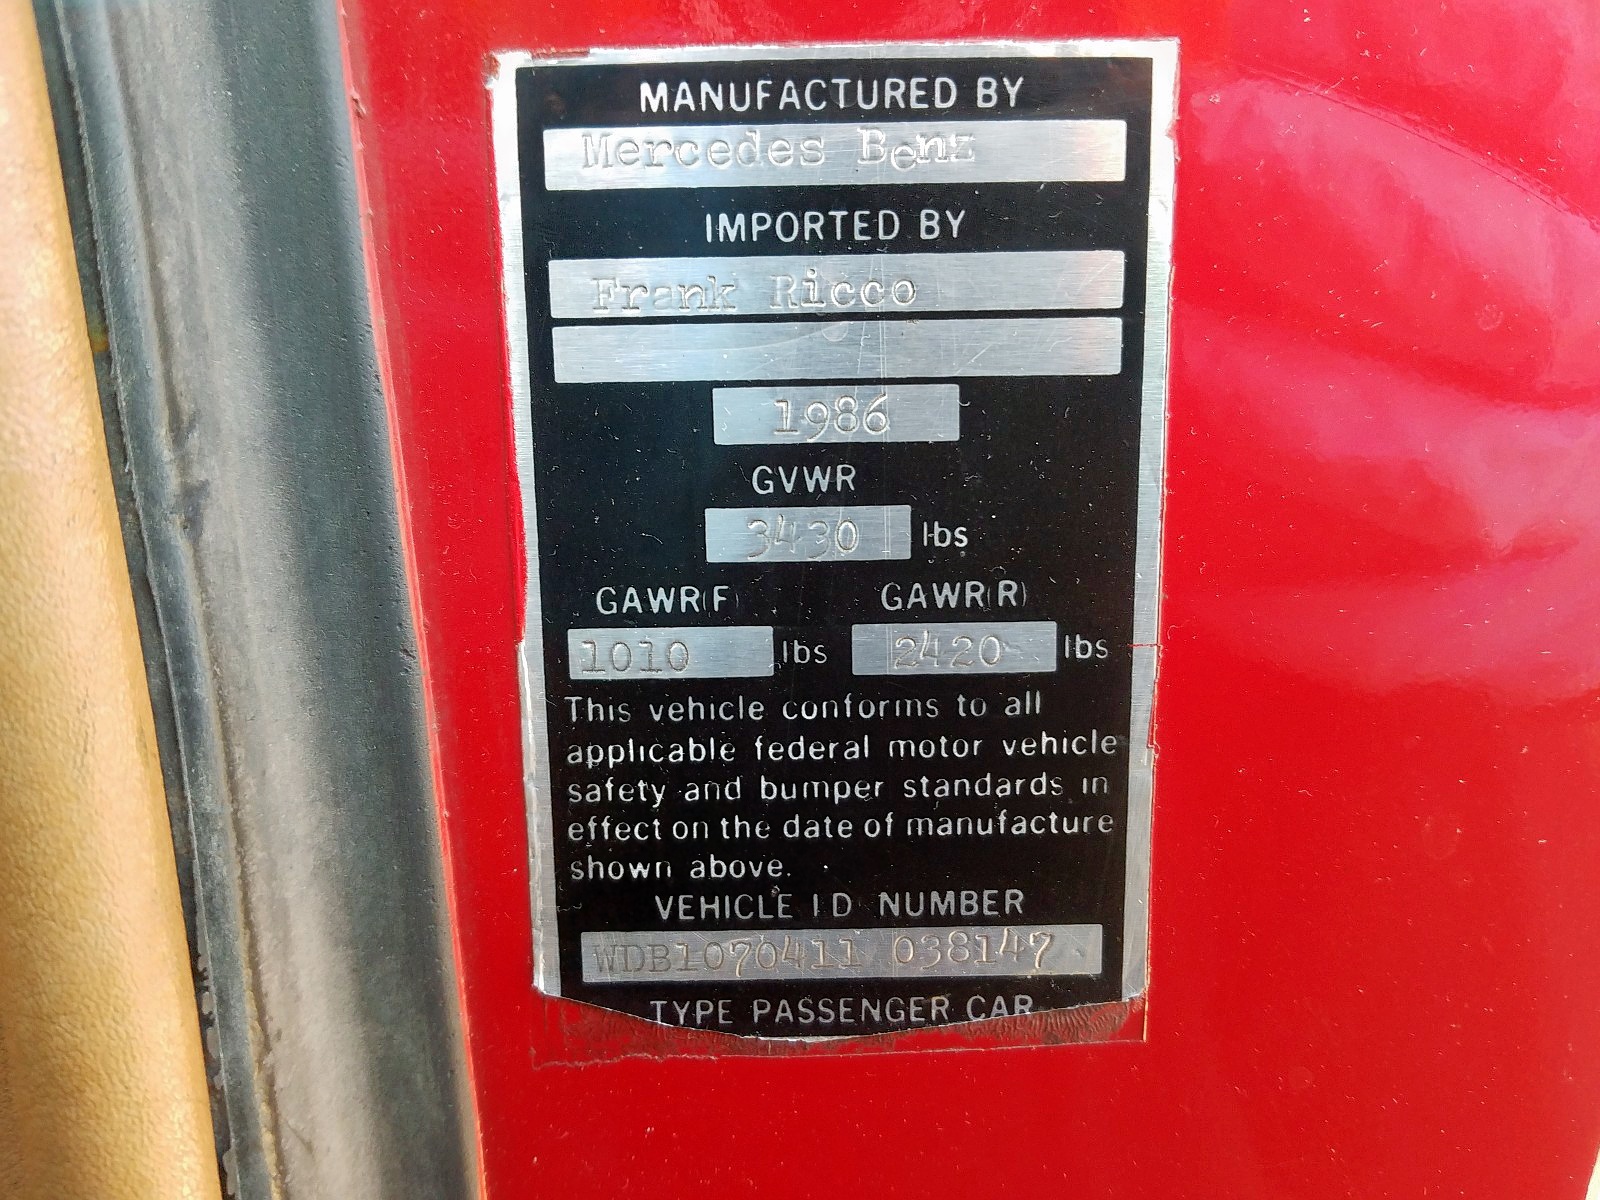 MANUFACTURED BY
Mercedes Benz
IMPORTED BY
Frank Ricco
1986
GVWR
3430 lbs
GAWR(F) GAWR(R)
1010 lbs 2420 lbs
This vehicle conforms to all
applicable federal motor vehicle
safety and bumper standards in
effect on the date of manufacture
shown above.
VEHICLE ID NUMBER
WDB1070411 038147
TYPE PASSENGER CAR